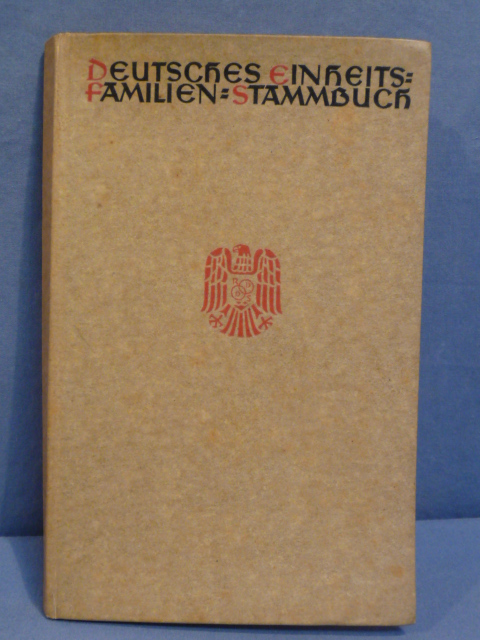 DEUTSCHES EINHEITS=
FAMILIEN=STAMMBUCH